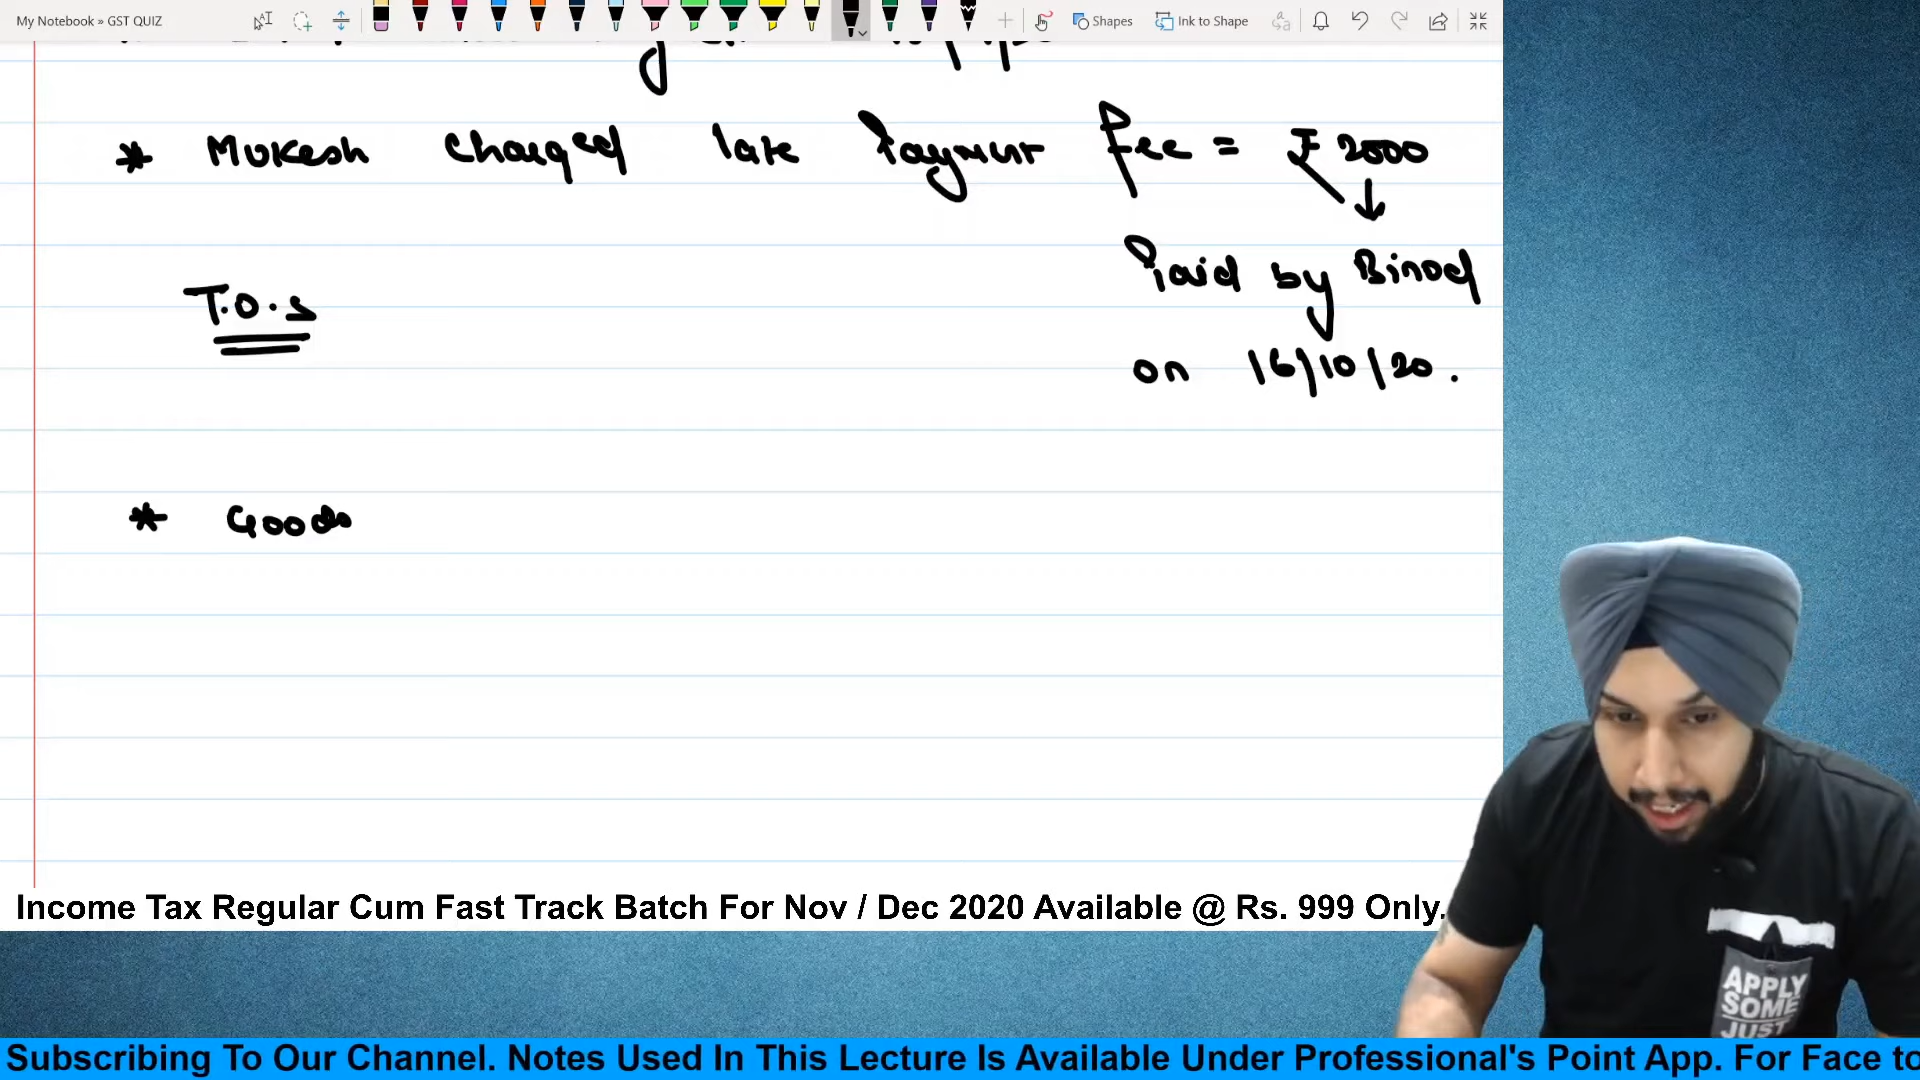 My Notebook » GST QUIZ
Shapes
Ink to Shape
* Mukesh charged late Payment fee = ₹ 2000
↓
Paid by Binod
T.O.S
on 16/10/20.
* Goods
Income Tax Regular Cum Fast Track Batch For Nov / Dec 2020 Available @ Rs. 999 Only.
APPLY
SOME
JUST
Subscribing To Our Channel. Notes Used In This Lecture Is Available Under Professional's Point App. For Face to